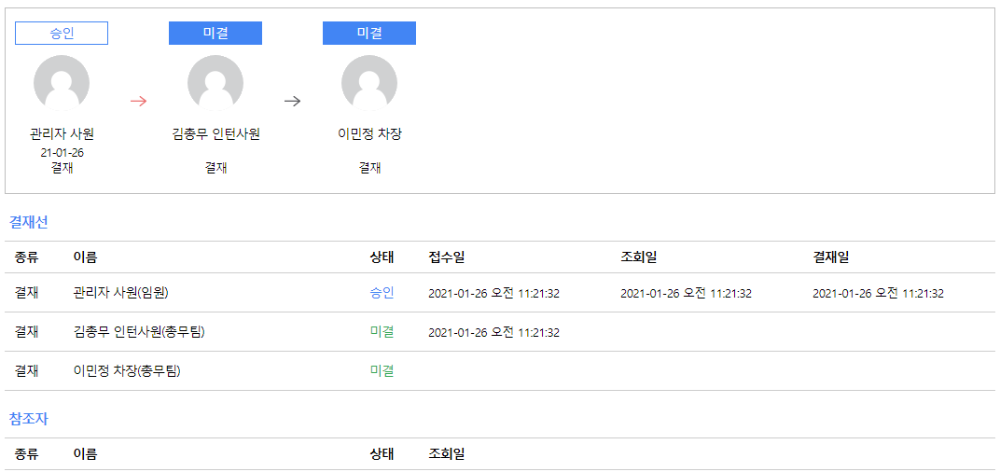 승인 미결 미결
관리자 사원 김총무 인턴사원 이민정 차장
21-01-26
결재 결재 결재
결재선
종류 이름 상태 접수일 조회일 결재일
결재 관리자 사원(임원) 승인 2021-01-26 오전 11:21:32 2021-01-26 오전 11:21:32 2021-01-26 오전 11:21:32
결재 김총무 인턴사원(총무팀) 미결 2021-01-26 오전 11:21:32
결재 이민정 차장(총무팀) 미결
참조자
종류 이름 상태 조회일